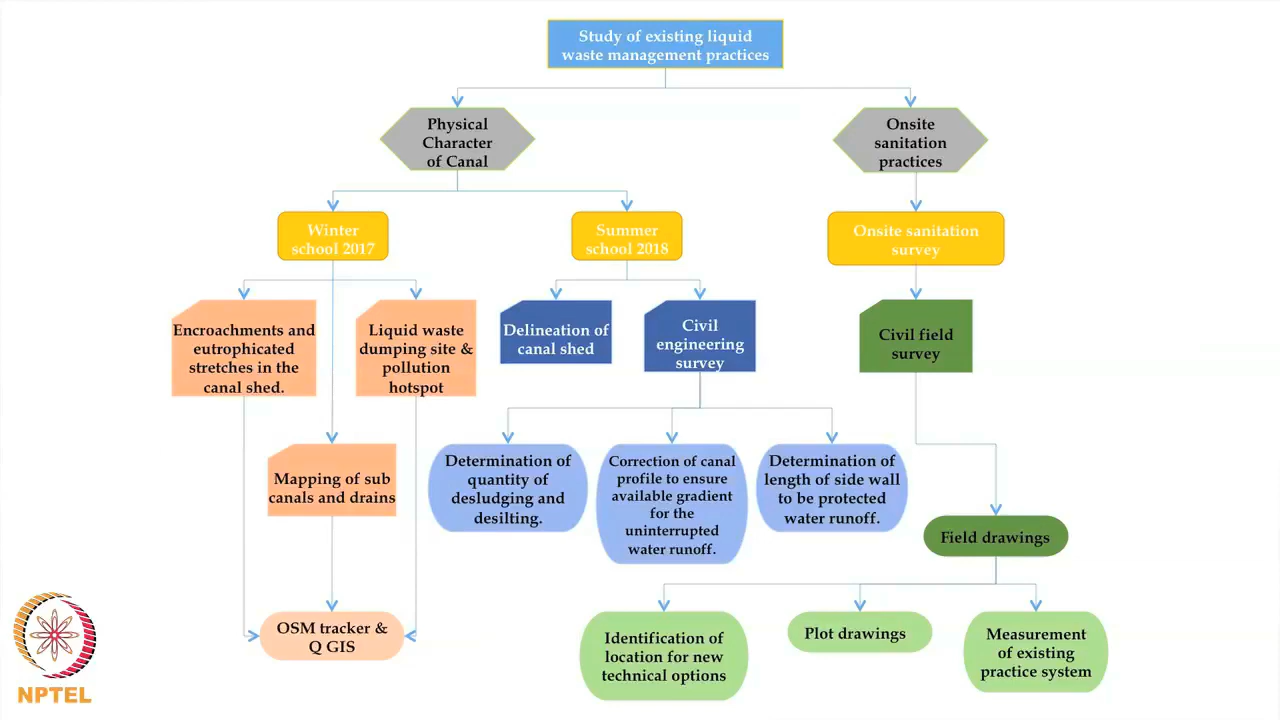 Study of existing liquid
waste management practices
Physical
Character
of Canal
Onsite
sanitation
practices
Winter
school 2017
Summer
school 2018
Onsite sanitation
survey
Encroachments and
eutrophicated
stretches in the
canal shed.
Liquid waste
dumping site &
pollution
hotspot
Delineation of
canal shed
Civil
engineering
survey
Civil field
survey
Mapping of sub
canals and drains
Determination of
quantity of
desludging and
desilting.
Correction of canal
profile to ensure
available gradient
for the
uninterrupted
water runoff.
Determination of
length of side wall
to be protected
water runoff.
Field drawings
OSM tracker &
Q GIS
Identification of
location for new
technical options
Plot drawings
Measurement
of existing
practice system
NPTEL